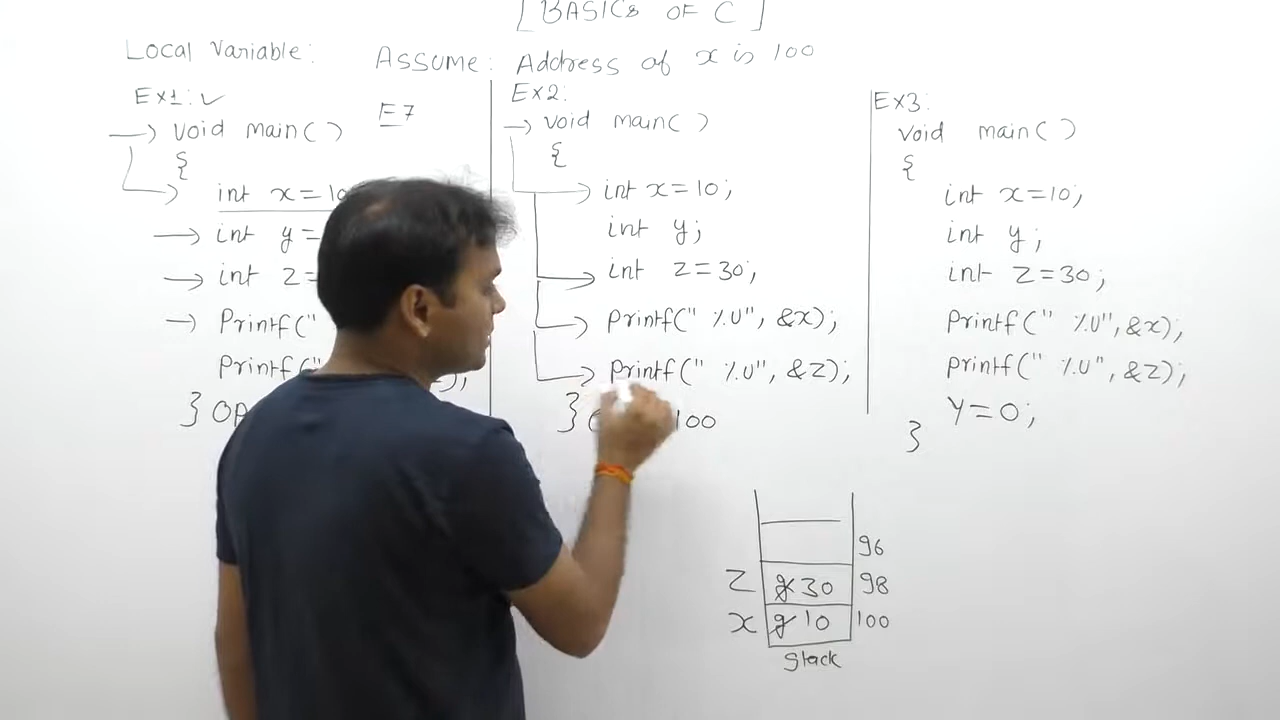 [ BASICS OF C ]
Local Variable:
Assume: Address of x is 100
Ex1: ✓
E7
void main( )
{
int x = 10
int y =
int z =
Printf("
Printf("
);
}
Ex2:
void main( )
{
int x = 10;
int y;
int z = 30;
Printf(" %u", &x);
Printf(" %u", &z);
} 100
Ex3:
void main( )
{
int x = 10;
int y;
int z = 30;
Printf(" %u", &x);
Printf(" %u", &z);
Y = 0;
}
96
z 30 98
x 10 100
Stack